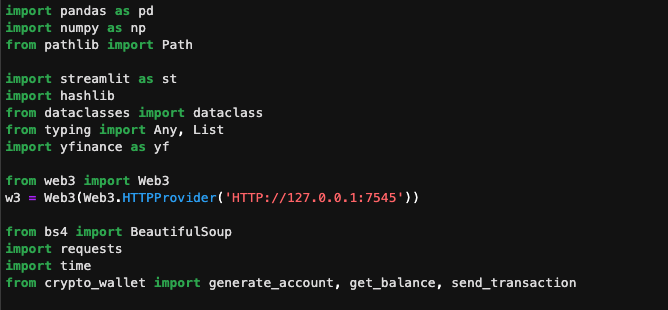 import pandas as pd
import numpy as np
from pathlib import Path
import streamlit as st
import hashlib
from dataclasses import dataclass
from typing import Any, List
import yfinance as yf
from web3 import Web3
w3 = Web3(Web3.HTTPProvider('HTTP://127.0.0.1:7545'))
from bs4 import BeautifulSoup
import requests
import time
from crypto_wallet import generate_account, get_balance, send_transaction